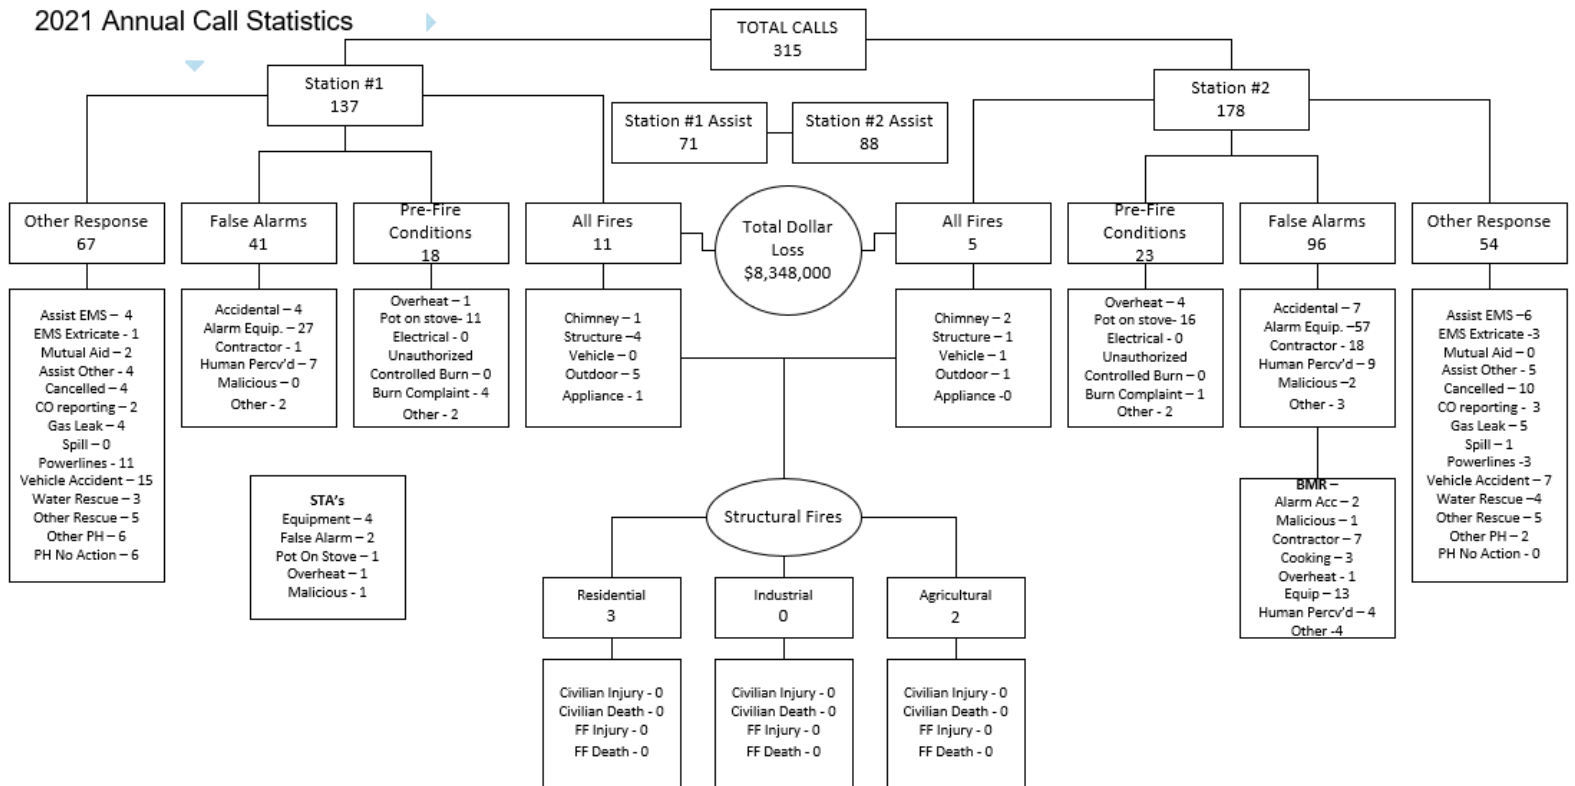 2021 Annual Call Statistics
TOTAL CALLS
315
Station #1
137
Station #2
178
Station #1 Assist
71
Station #2 Assist
88
Other Response
67
False Alarms
41
Pre-Fire
Conditions
18
All Fires
11
Total Dollar
Loss
$8,348,000
All Fires
5
Pre-Fire
Conditions
23
False Alarms
96
Other Response
54
Assist EMS – 4
EMS Extricate - 1
Mutual Aid – 2
Assist Other - 4
Cancelled – 4
CO reporting – 2
Gas Leak – 4
Spill – 0
Powerlines - 11
Vehicle Accident – 15
Water Rescue – 3
Other Rescue – 5
Other PH – 6
PH No Action – 6
Accidental – 4
Alarm Equip. – 27
Contractor - 1
Human Percv'd – 7
Malicious – 0
Other - 2
Overheat – 1
Pot on stove- 11
Electrical - 0
Unauthorized
Controlled Burn – 0
Burn Complaint - 4
Other - 2
Chimney – 1
Structure –4
Vehicle – 0
Outdoor – 5
Appliance - 1
Chimney – 2
Structure – 1
Vehicle – 1
Outdoor – 1
Appliance -0
Overheat – 4
Pot on stove- 16
Electrical - 0
Unauthorized
Controlled Burn – 0
Burn Complaint – 1
Other - 2
Accidental – 7
Alarm Equip. –57
Contractor - 18
Human Percv'd – 9
Malicious –2
Other - 3
Assist EMS –6
EMS Extricate -3
Mutual Aid – 0
Assist Other - 5
Cancelled – 10
CO reporting - 3
Gas Leak – 5
Spill – 1
Powerlines -3
Vehicle Accident – 7
Water Rescue –4
Other Rescue – 5
Other PH – 2
PH No Action - 0
STA's
Equipment – 4
False Alarm – 2
Pot On Stove – 1
Overheat – 1
Malicious - 1
Structural Fires
BMR –
Alarm Acc – 2
Malicious – 1
Contractor – 7
Cooking – 3
Overheat - 1
Equip – 13
Human Percv'd – 4
Other -4
Residential
3
Industrial
0
Agricultural
2
Civilian Injury - 0
Civilian Death - 0
FF Injury - 0
FF Death - 0
Civilian Injury - 0
Civilian Death - 0
FF Injury - 0
FF Death - 0
Civilian Injury - 0
Civilian Death - 0
FF Injury - 0
FF Death - 0